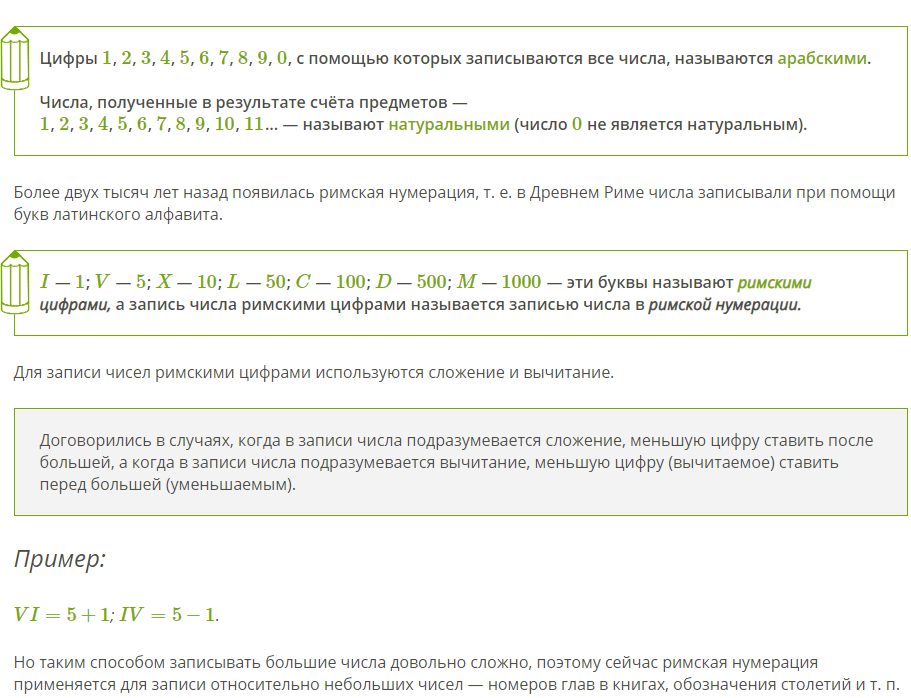 Цифры 1, 2, 3, 4, 5, 6, 7, 8, 9, 0, с помощью которых записываются все числа, называются арабскими.
Числа, полученные в результате счёта предметов —
1, 2, 3, 4, 5, 6, 7, 8, 9, 10, 11... — называют натуральными (число 0 не является натуральным).
Более двух тысяч лет назад появилась римская нумерация, т. е. в Древнем Риме числа записывали при помощи
букв латинского алфавита.
I — 1; V — 5; X — 10; L — 50; C — 100; D — 500; M — 1000 — эти буквы называют римскими
цифрами, а запись числа римскими цифрами называется записью числа в римской нумерации.
Для записи чисел римскими цифрами используются сложение и вычитание.
Договорились в случаях, когда в записи числа подразумевается сложение, меньшую цифру ставить после
большей, а когда в записи числа подразумевается вычитание, меньшую цифру (вычитаемое) ставить
перед большей (уменьшаемым).
Пример:
VI = 5 + 1; IV = 5 − 1.
Но таким способом записывать большие числа довольно сложно, поэтому сейчас римская нумерация
применяется для записи относительно небольших чисел — номеров глав в книгах, обозначения столетий и т. п.